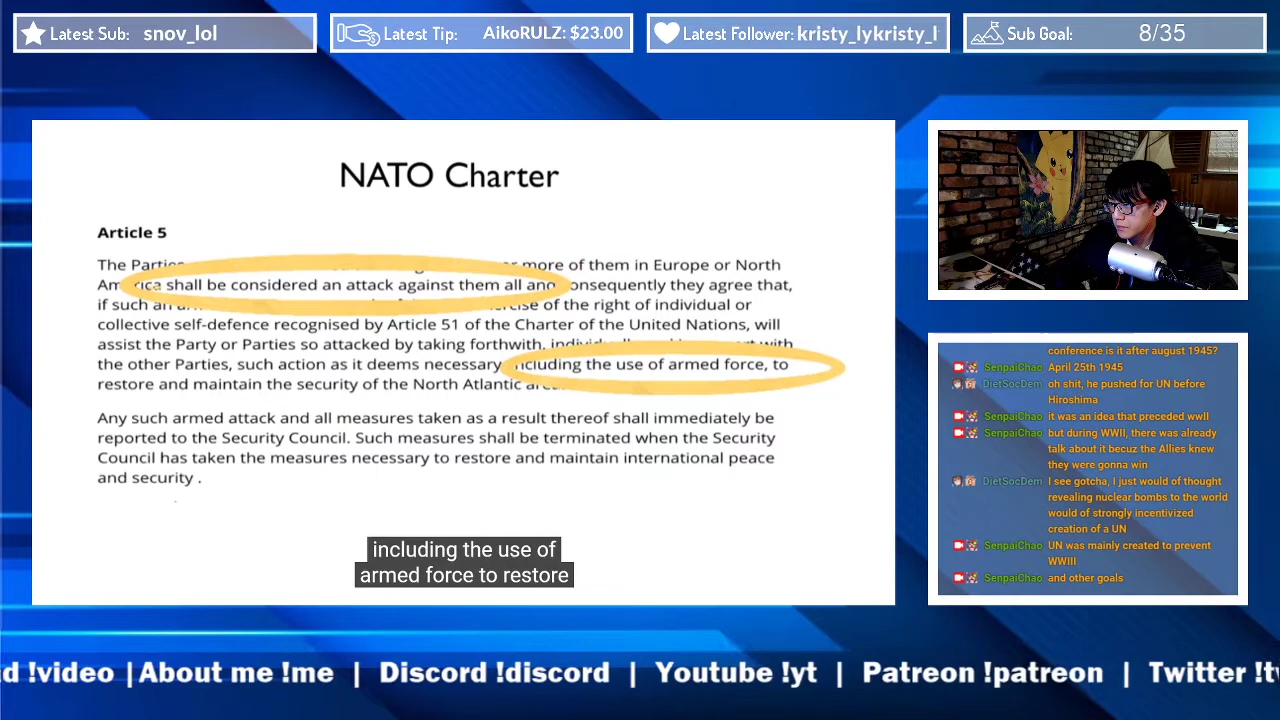 Latest Sub: snov_lol
Latest Tip: AikoRULZ: $23.00
Latest Follower: kristy_lykristy_l
Sub Goal: 8/35
NATO Charter
Article 5
The Parties more of them in Europe or North
America shall be considered an attack against them all and consequently they agree that,
if such an of the right of individual or
collective self-defence recognised by Article 51 of the Charter of the United Nations, will
assist the Party or Parties so attacked by taking forthwith, with
the other Parties, such action as it deems necessary, including the use of armed force, to
restore and maintain the security of the North Atlantic
Any such armed attack and all measures taken as a result thereof shall immediately be
reported to the Security Council. Such measures shall be terminated when the Security
Council has taken the measures necessary to restore and maintain international peace
and security .
including the use of
armed force to restore
conference is it after august 1945?
SenpaiChao April 25th 1945
DietSocDem oh shit, he pushed for UN before
Hiroshima
SenpaiChao it was an idea that preceded wwII
SenpaiChao but during WWII, there was already
talk about it becuz the Allies knew
they were gonna win
DietSocDem I see gotcha, I just would of thought
revealing nuclear bombs to the world
would of strongly incentivized
creation of a UN
SenpaiChao UN was mainly created to prevent
WWIII
SenpaiChao and other goals
d !video | About me !me | Discord !discord | Youtube !yt | Patreon !patreon | Twitter !tw